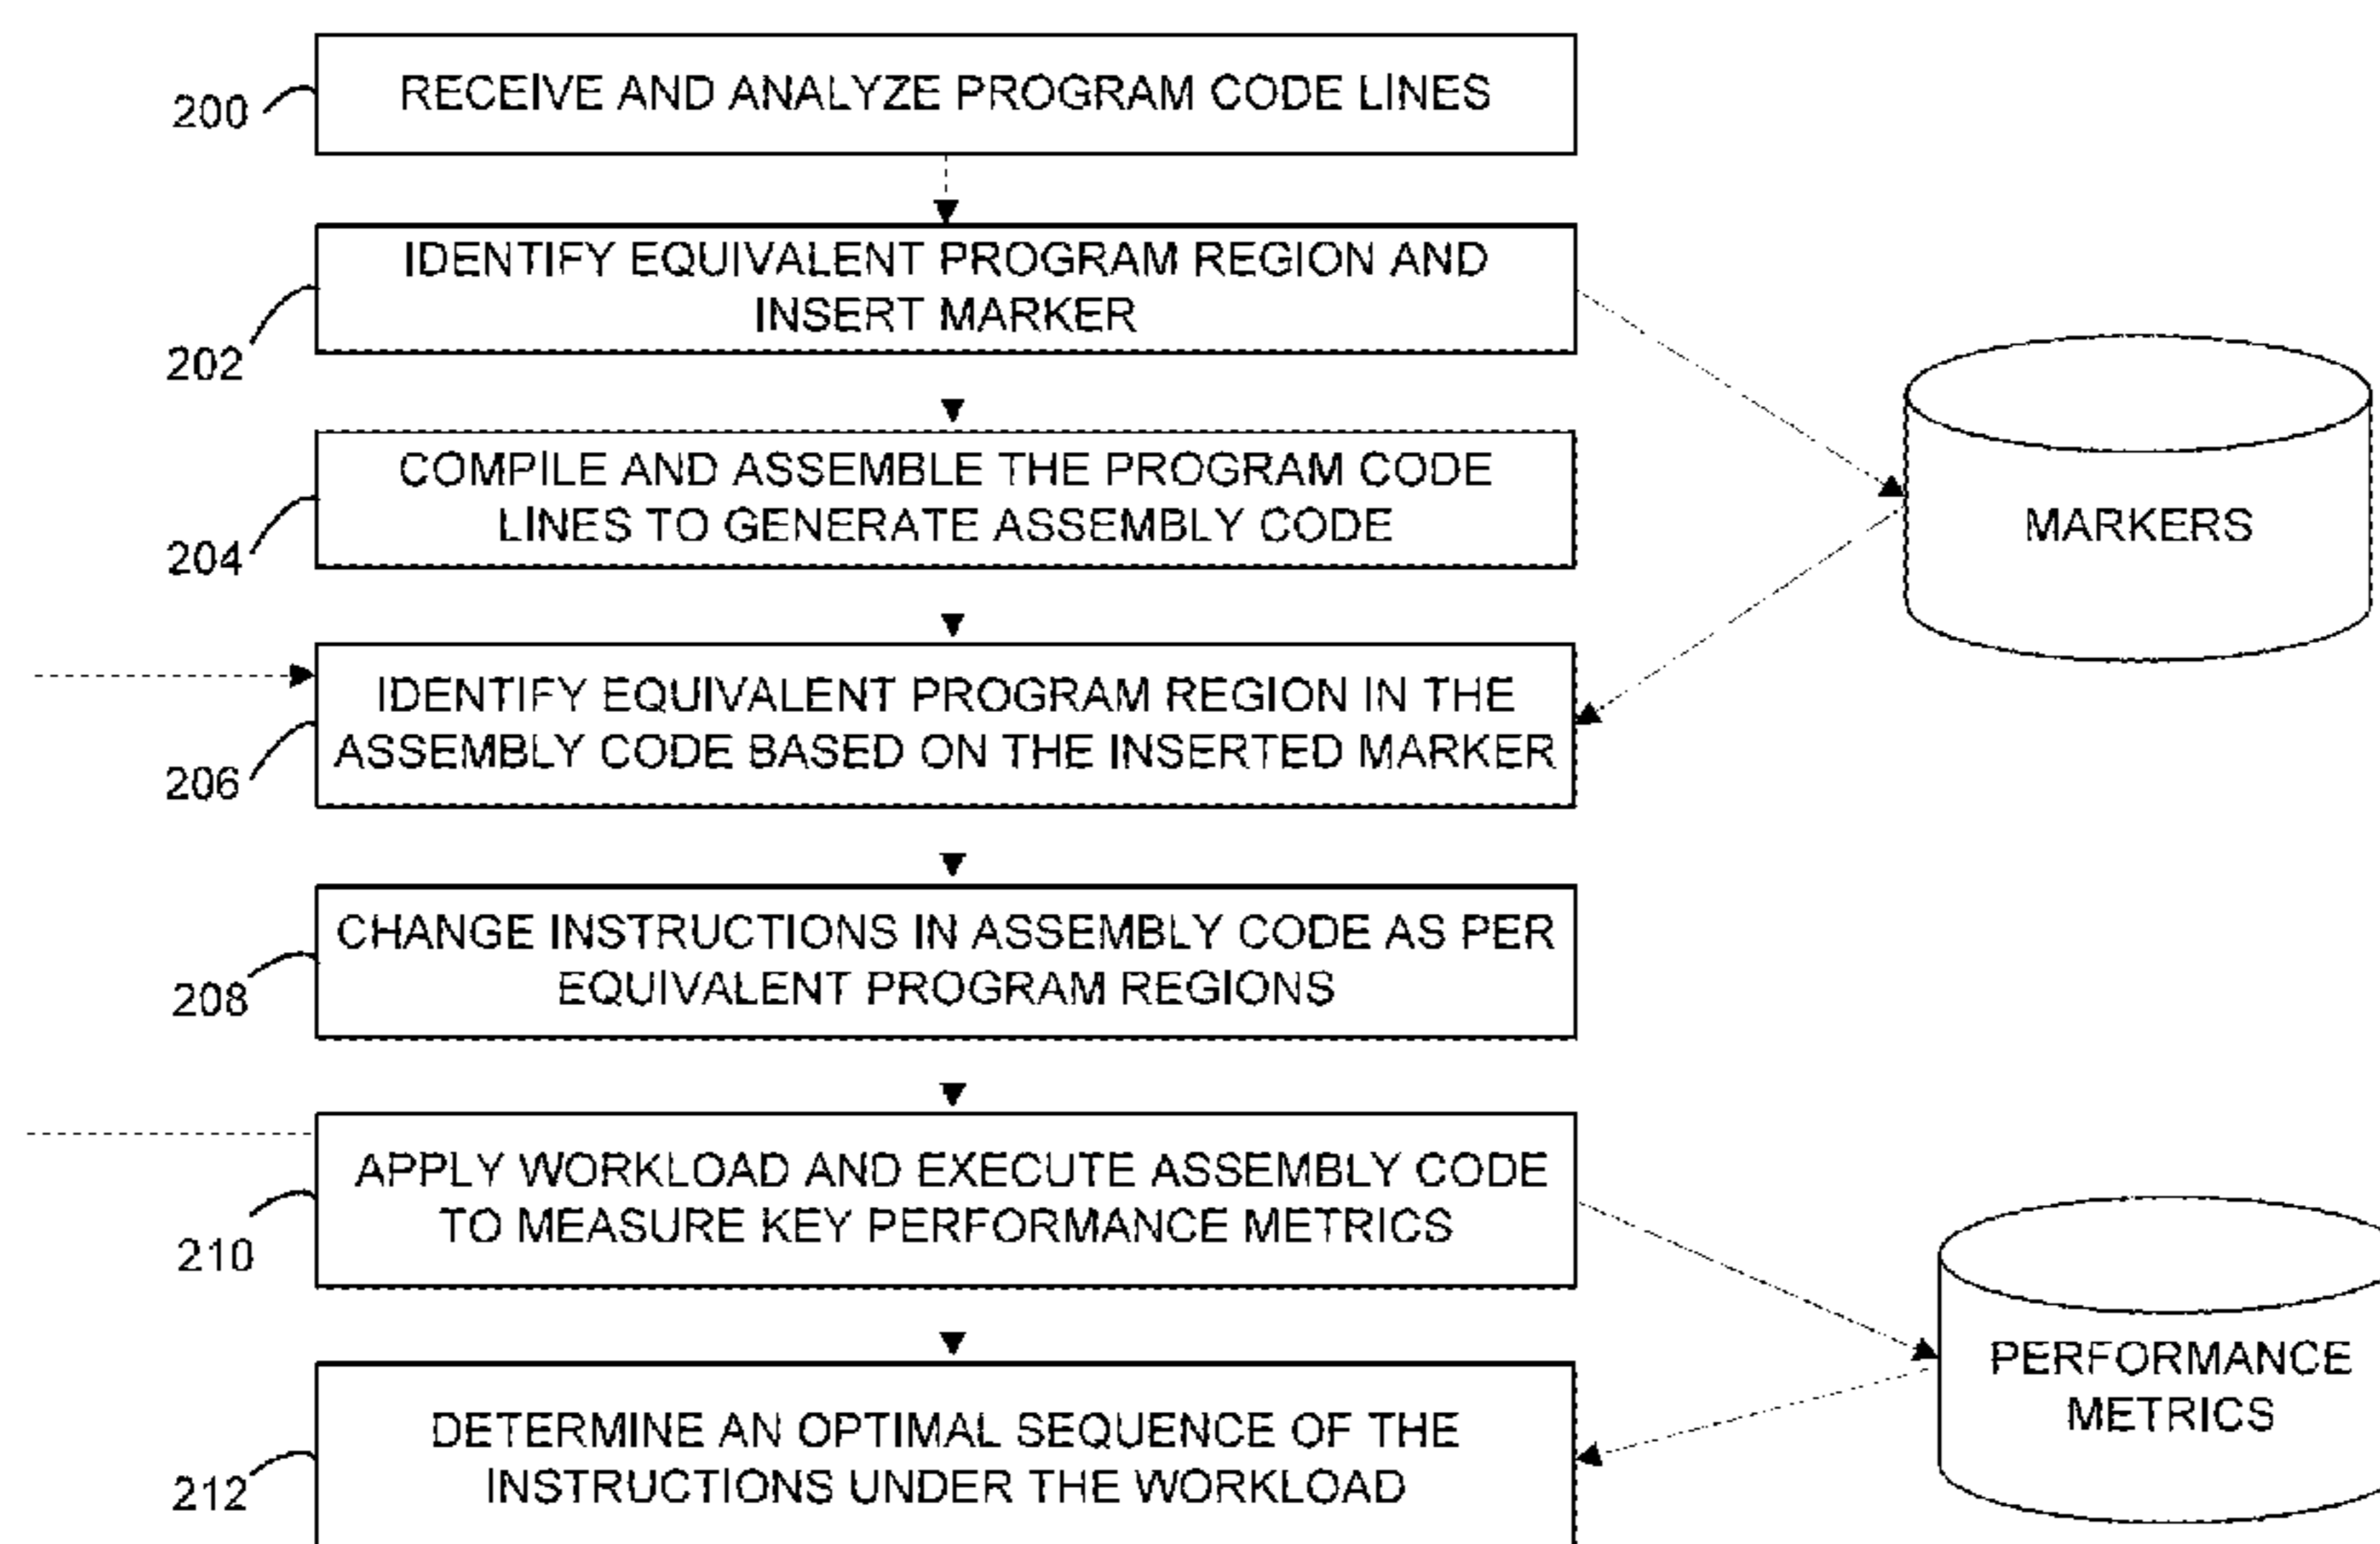 200
RECEIVE AND ANALYZE PROGRAM CODE LINES
IDENTIFY EQUIVALENT PROGRAM REGION AND
INSERT MARKER
202
COMPILE AND ASSEMBLE THE PROGRAM CODE
LINES TO GENERATE ASSEMBLY CODE
204
MARKERS
IDENTIFY EQUIVALENT PROGRAM REGION IN THE
ASSEMBLY CODE BASED ON THE INSERTED MARKER
206
CHANGE INSTRUCTIONS IN ASSEMBLY CODE AS PER
EQUIVALENT PROGRAM REGIONS
208
APPLY WORKLOAD AND EXECUTE ASSEMBLY CODE
TO MEASURE KEY PERFORMANCE METRICS
210
PERFORMANCE
METRICS
DETERMINE AN OPTIMAL SEQUENCE OF THE
INSTRUCTIONS UNDER THE WORKLOAD
212